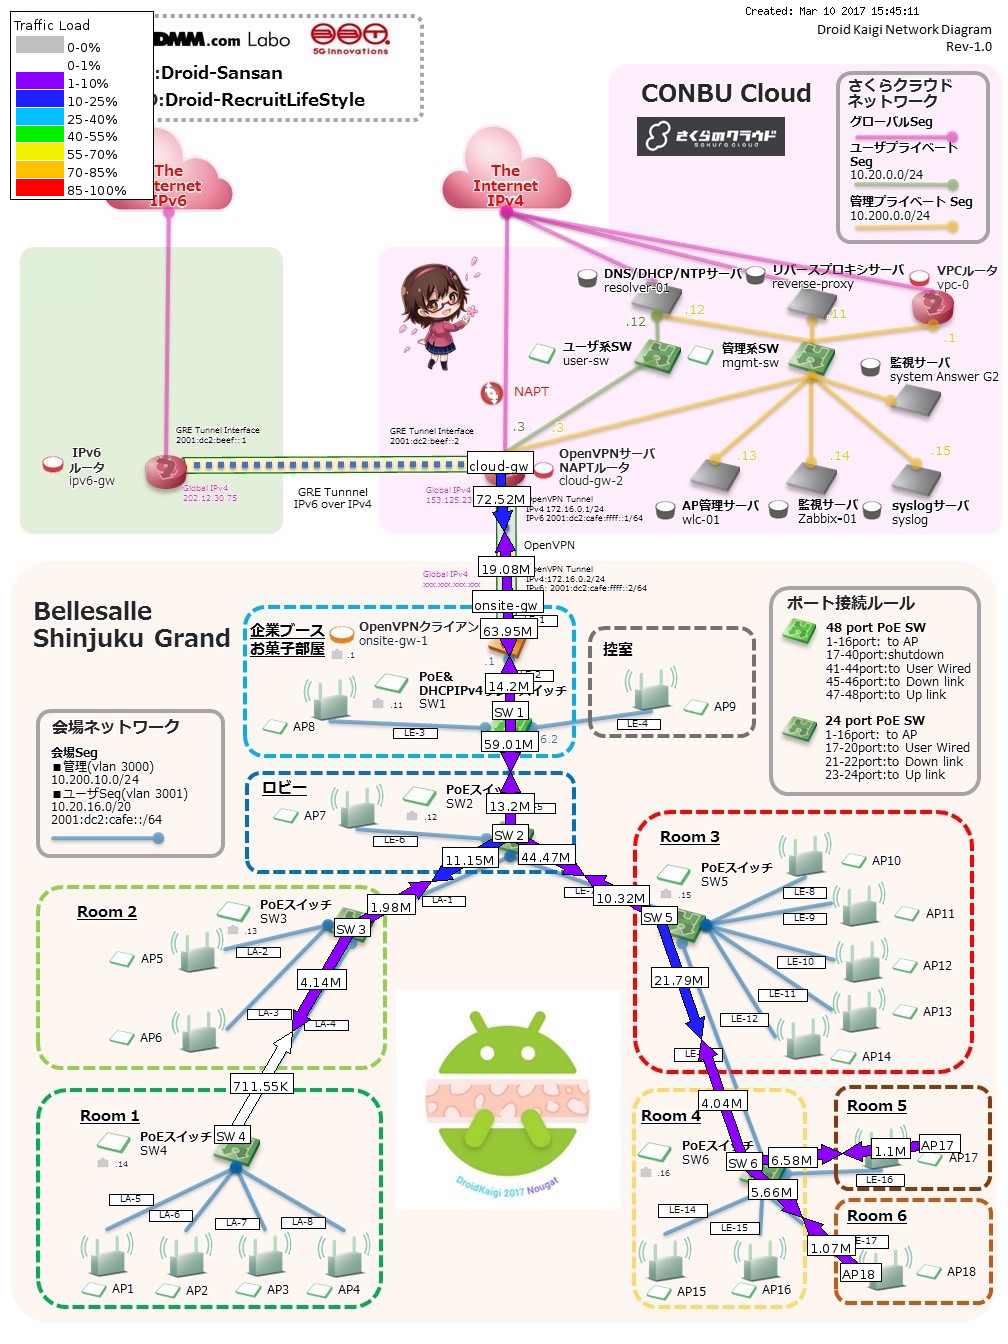 Created: Mar 10 2017 15:45:11
Droid Kaigi Network Diagram
Rev-1.0
Traffic Load
0-0%
0-1%
1-10%
10-25%
25-40%
40-55%
55-70%
70-85%
85-100%
DMM.com Labo
5G innovations
:Droid-Sansan
:Droid-RecruitLifeStyle
The
Internet
IPv6
The
Internet
IPv4
CONBU Cloud
さくらのクラウド
SAKURA CLOUD
さくらクラウド
ネットワーク
グローバルSeg
ユーザプライベート
Seg
10.20.0.0/24
管理プライベート Seg
10.200.0.0/24
DNS/DHCP/NTPサーバ
resolver-01
リバースプロキシサーバ
reverse-proxy
VPCルータ
vpc-0
.12
.12
.11
.1
ユーザ系SW
user-sw
管理系SW
mgmt-sw
監視サーバ
system Answer G2
NAPT
.3
.3
.13
.14
.15
GRE Tunnel Interface
2001:dc2:beef::1
GRE Tunnel Interface
2001:dc2:beef::2
IPv6
ルータ
ipv6-gw
Global IPv4
202.12.30.75
GRE Tunnnel
IPv6 over IPv4
cloud-gw
OpenVPNサーバ
NAPTルータ
cloud-gw-2
Global IPv4
153.125.23
72.52M
OpenVPN Tunnel
IPv4 172.16.0.1/24
IPv6 2001:dc2:cafe:ffff::1/64
AP管理サーバ
wlc-01
監視サーバ
Zabbix-01
syslogサーバ
syslog
OpenVPN
19.08M
Global IPv4
xxx.xxx.xxx.xxx
OpenVPN Tunnel
IPv4:172.16.0.2/24
IPv6: 2001:dc2:cafe:ffff::2/64
Bellesalle
Shinjuku Grand
onsite-gw
63.95M
企業ブース
お菓子部屋
OpenVPNクライアン
onsite-gw-1
.1
.1
14.2M
PoE&
DHCPIPv4
スイッチ
SW1
.11
SW1
AP8
LE-3
59.01M
6.2
控室
LE-4
AP9
ポート接続ルール
48 port PoE SW
1-16port: to AP
17-40port:shutdown
41-44port:to User Wired
45-46port:to Down link
47-48port:to Up link
24 port PoE SW
1-16port: to AP
17-20port:to User Wired
21-22port:to Down link
23-24port:to Up link
会場ネットワーク
会場Seg
■管理(vlan 3000)
10.200.10.0/24
■ユーザSeq(vlan 3001)
10.20.16.0/20
2001:dc2:cafe::/64
ロビー
AP7
PoEスイッ
SW2
.12
13.2M
LE-6
SW2
11.15M
44.47M
1.98M
LA-1
10.32M
Room 2
PoEスイッチ
SW3
.13
SW3
AP5
LA-2
4.14M
AP6
LA-3
LA-4
711.55K
Room 3
PoEスイッチ
SW5
.15
SW5
LE-8
AP10
LE-9
AP11
LE-10
AP12
LE-11
AP13
LE-12
AP14
21.79M
Room 1
PoEスイッチ
SW4
.14
SW4
LA-5
LA-6
LA-7
LA-8
AP1
AP2
AP3
AP4
DroidKaigi 2017 Nougat
4.04M
Room 4
PoEスイッチ
SW6
.16
SW6
6.58M
5.66M
LE-14
LE-15
AP15
AP16
Room 5
1.1M
AP17
AP17
LE-16
Room 6
E-17
1.07M
AP18
AP18